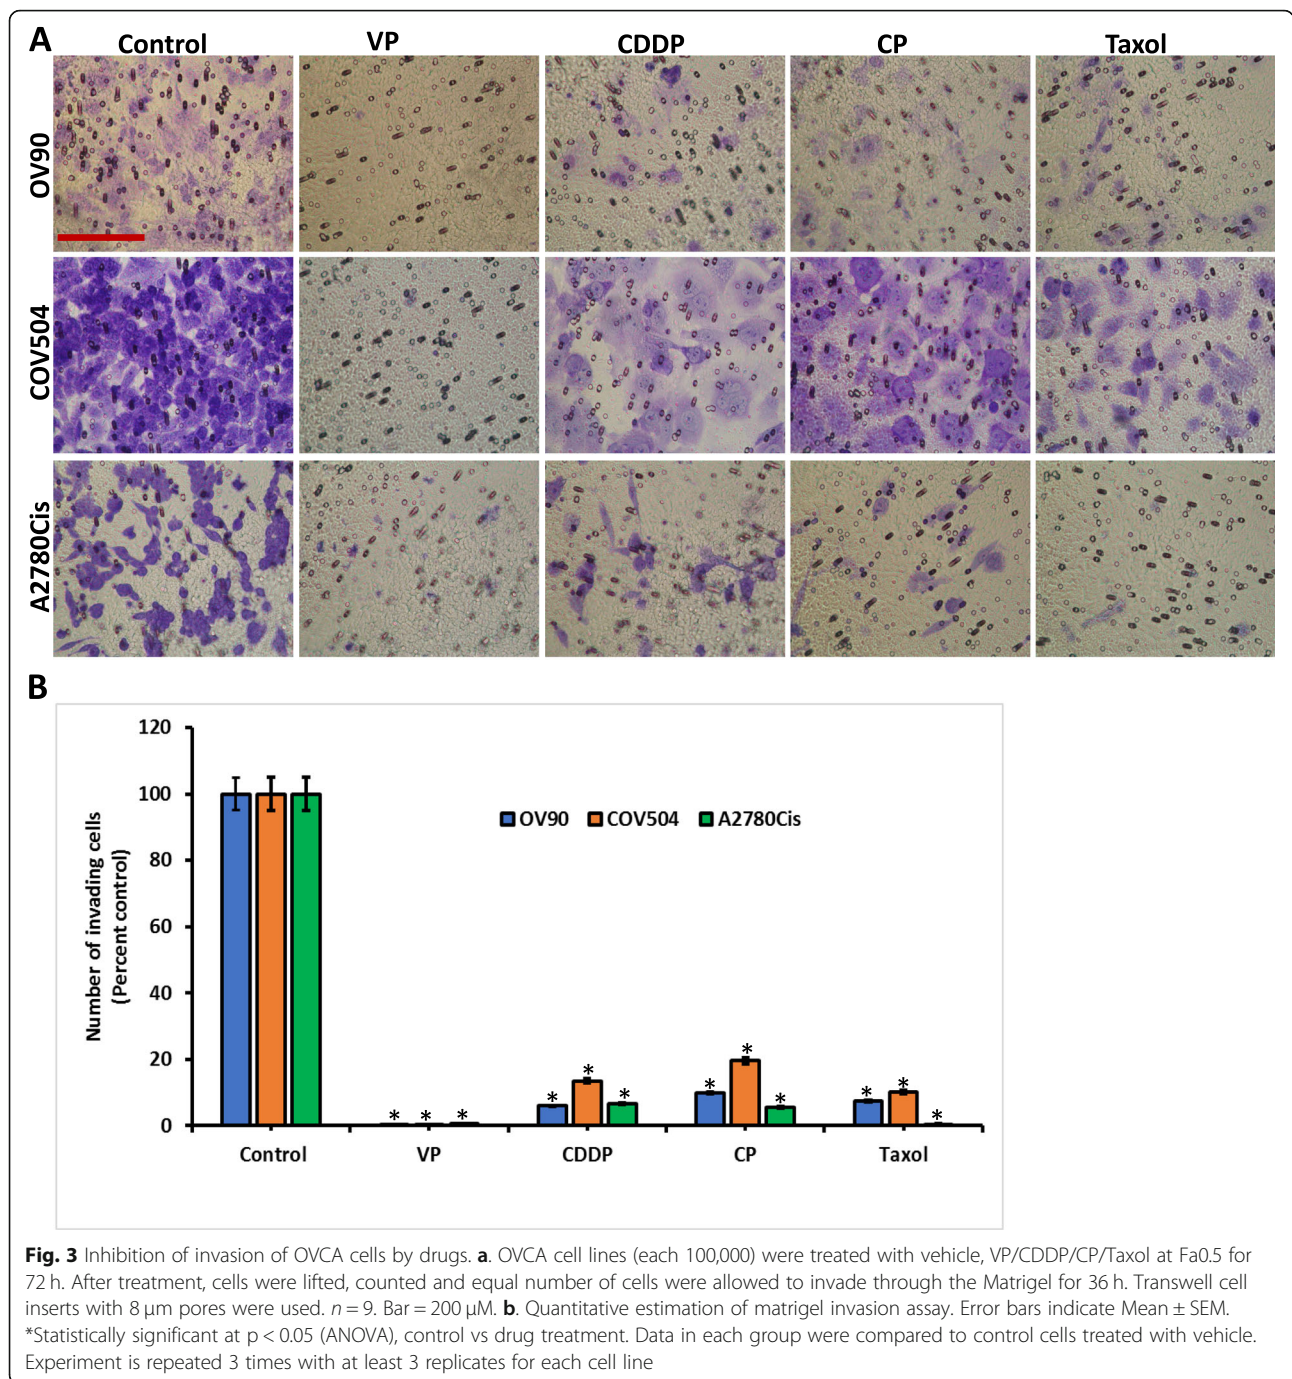 A
Control VP CDDP CP Taxol
OV90
COV504
A2780Cis
B
120
100
80
60
40
20
0
Number of invading cells
(Percent control)
OV90 COV504 A2780Cis
* * * * * * * * * * * *
Control VP CDDP CP Taxol
Fig. 3 Inhibition of invasion of OVCA cells by drugs. a. OVCA cell lines (each 100,000) were treated with vehicle, VP/CDDP/CP/Taxol at Fa0.5 for
72 h. After treatment, cells were lifted, counted and equal number of cells were allowed to invade through the Matrigel for 36 h. Transwell cell
inserts with 8 μm pores were used. n = 9. Bar = 200 μM. b. Quantitative estimation of matrigel invasion assay. Error bars indicate Mean ± SEM.
*Statistically significant at p < 0.05 (ANOVA), control vs drug treatment. Data in each group were compared to control cells treated with vehicle.
Experiment is repeated 3 times with at least 3 replicates for each cell line